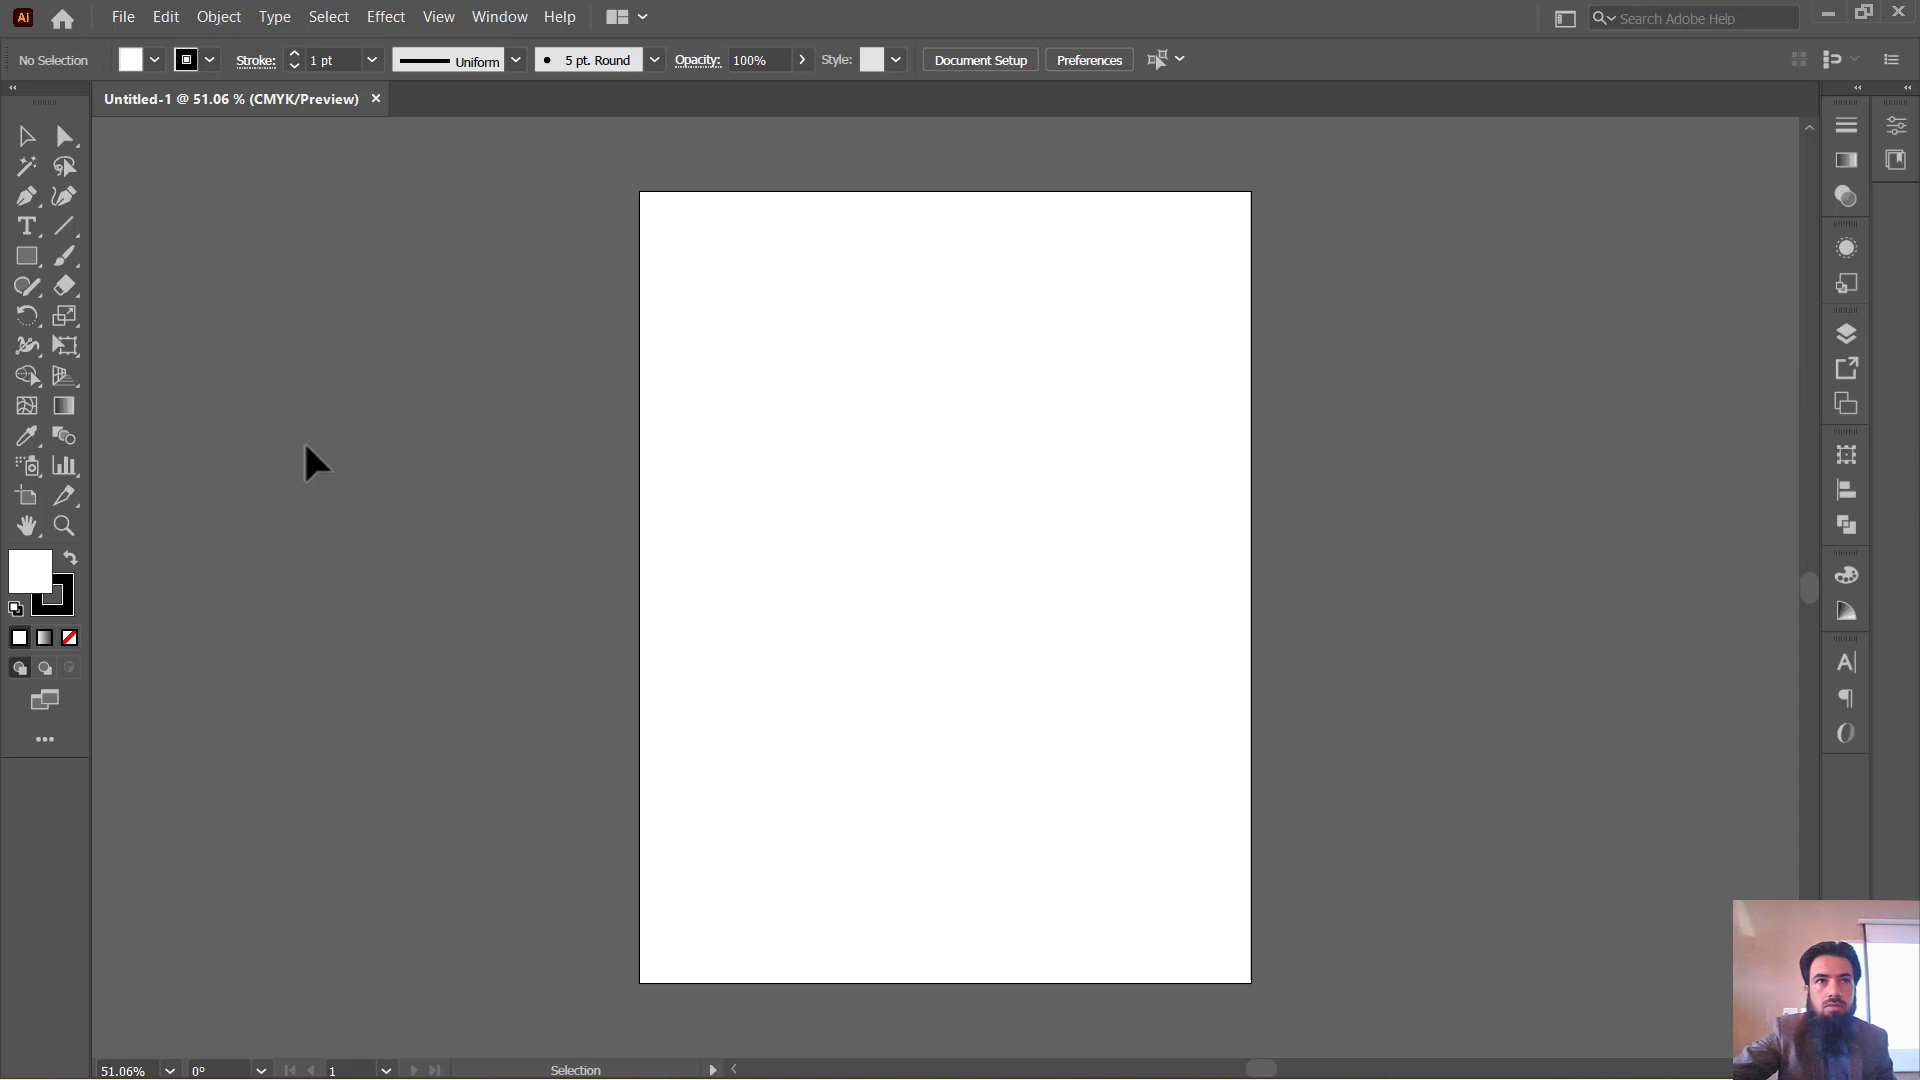 Ai File Edit Object Type Select Effect View Window Help Search Adobe Help
No Selection Stroke: 1 pt Uniform 5 pt. Round Opacity: 100% Style: Document Setup Preferences
Untitled-1 @ 51.06 % (CMYK/Preview)
51.06% 0° 1 Selection